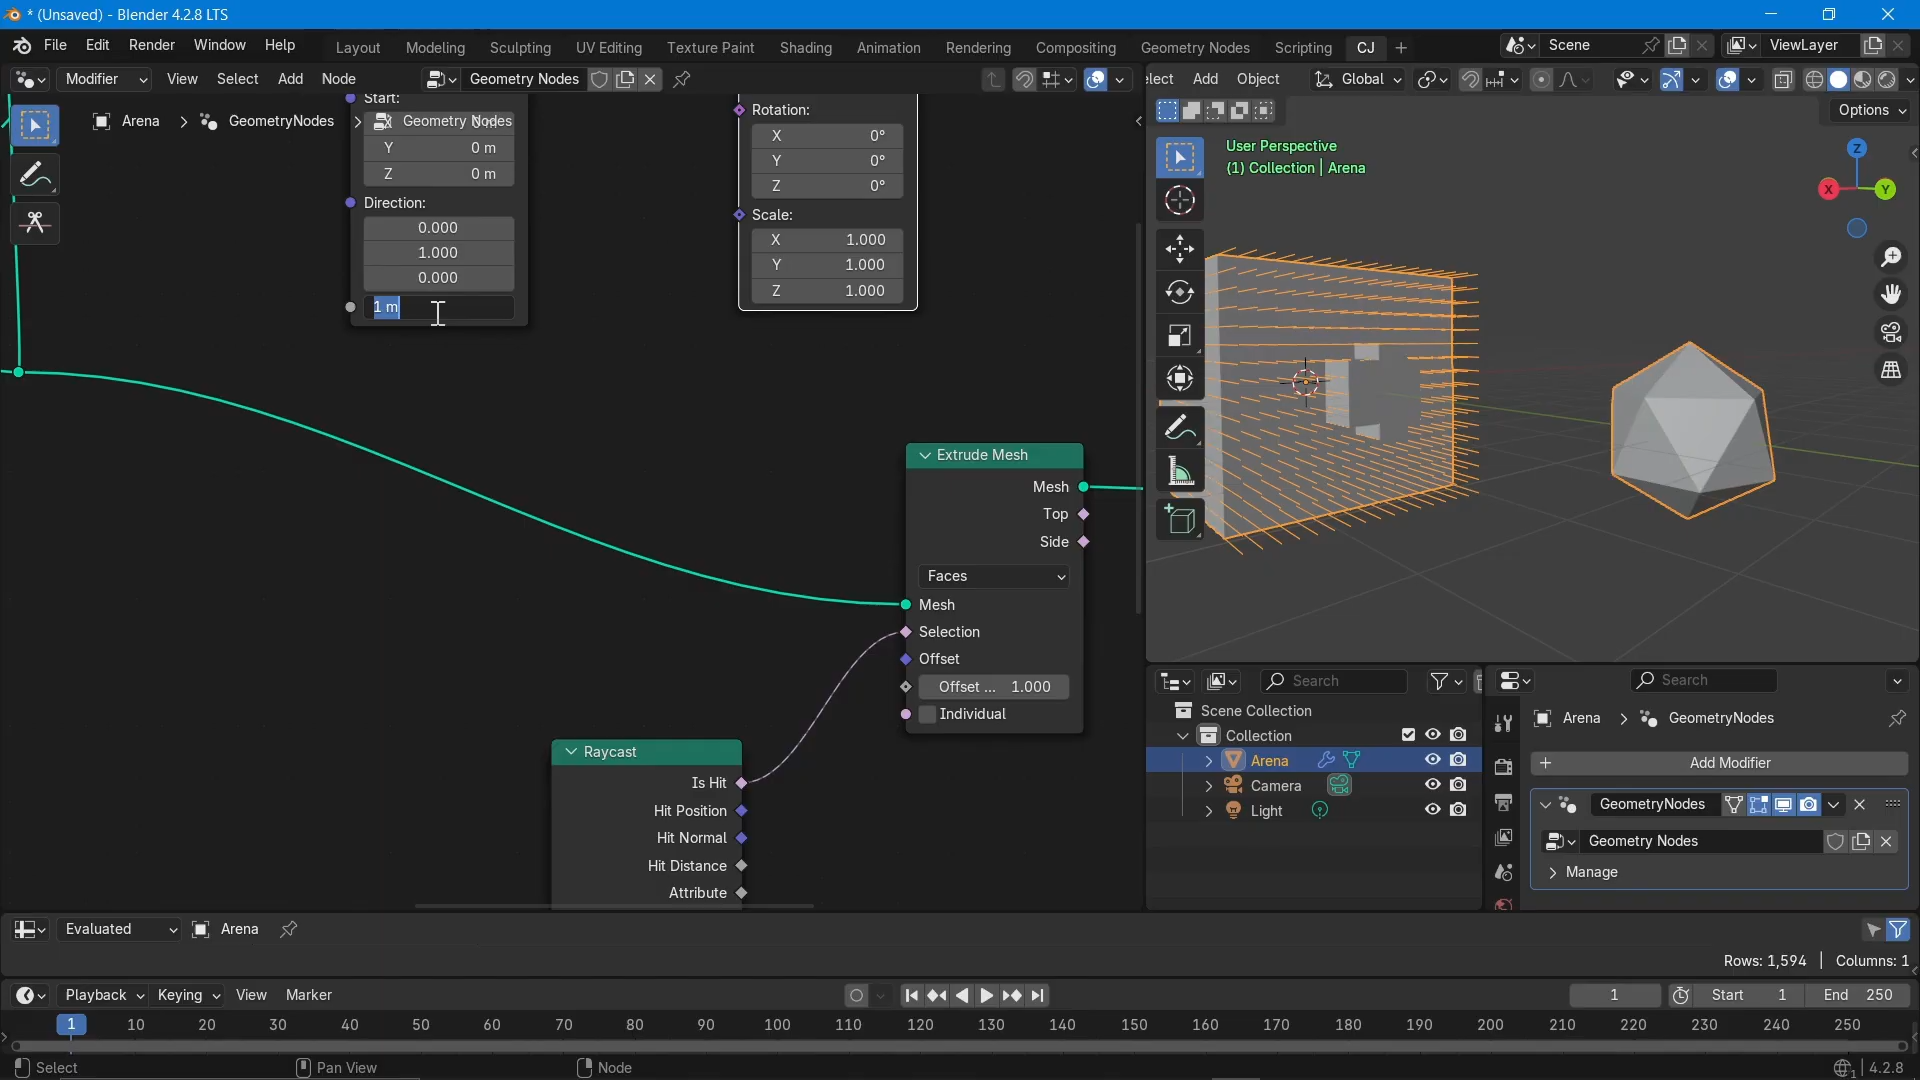 * (Unsaved) - Blender 4.2.8 LTS
File Edit Render Window Help
Layout Modeling Sculpting UV Editing Texture Paint Shading Animation Rendering Compositing Geometry Nodes Scripting CJ
Scene
ViewLayer
Modifier View Select Add Node
Geometry Nodes
elect Add Object
Global
Options
Start:
Arena
GeometryNodes
Geometry Nodes
Y 0 m
Z 0 m
Direction:
0.000
1.000
0.000
1 m
Rotation:
X 0°
Y 0°
Z 0°
Scale:
X 1.000
Y 1.000
Z 1.000
Extrude Mesh
Mesh
Top
Side
Faces
Mesh
Selection
Offset
Offset ... 1.000
Individual
Raycast
Is Hit
Hit Position
Hit Normal
Hit Distance
Attribute
User Perspective
(1) Collection | Arena
Z
X
Y
Search
Scene Collection
Collection
Arena
Camera
Light
Search
Arena
GeometryNodes
Add Modifier
GeometryNodes
Geometry Nodes
Manage
Evaluated
Arena
Rows: 1,594 | Columns: 1
Playback Keying View Marker
1
Start 1
End 250
1 10 20 30 40 50 60 70 80 90 100 110 120 130 140 150 160 170 180 190 200 210 220 230 240 250
Select
Pan View
Node
4.2.8